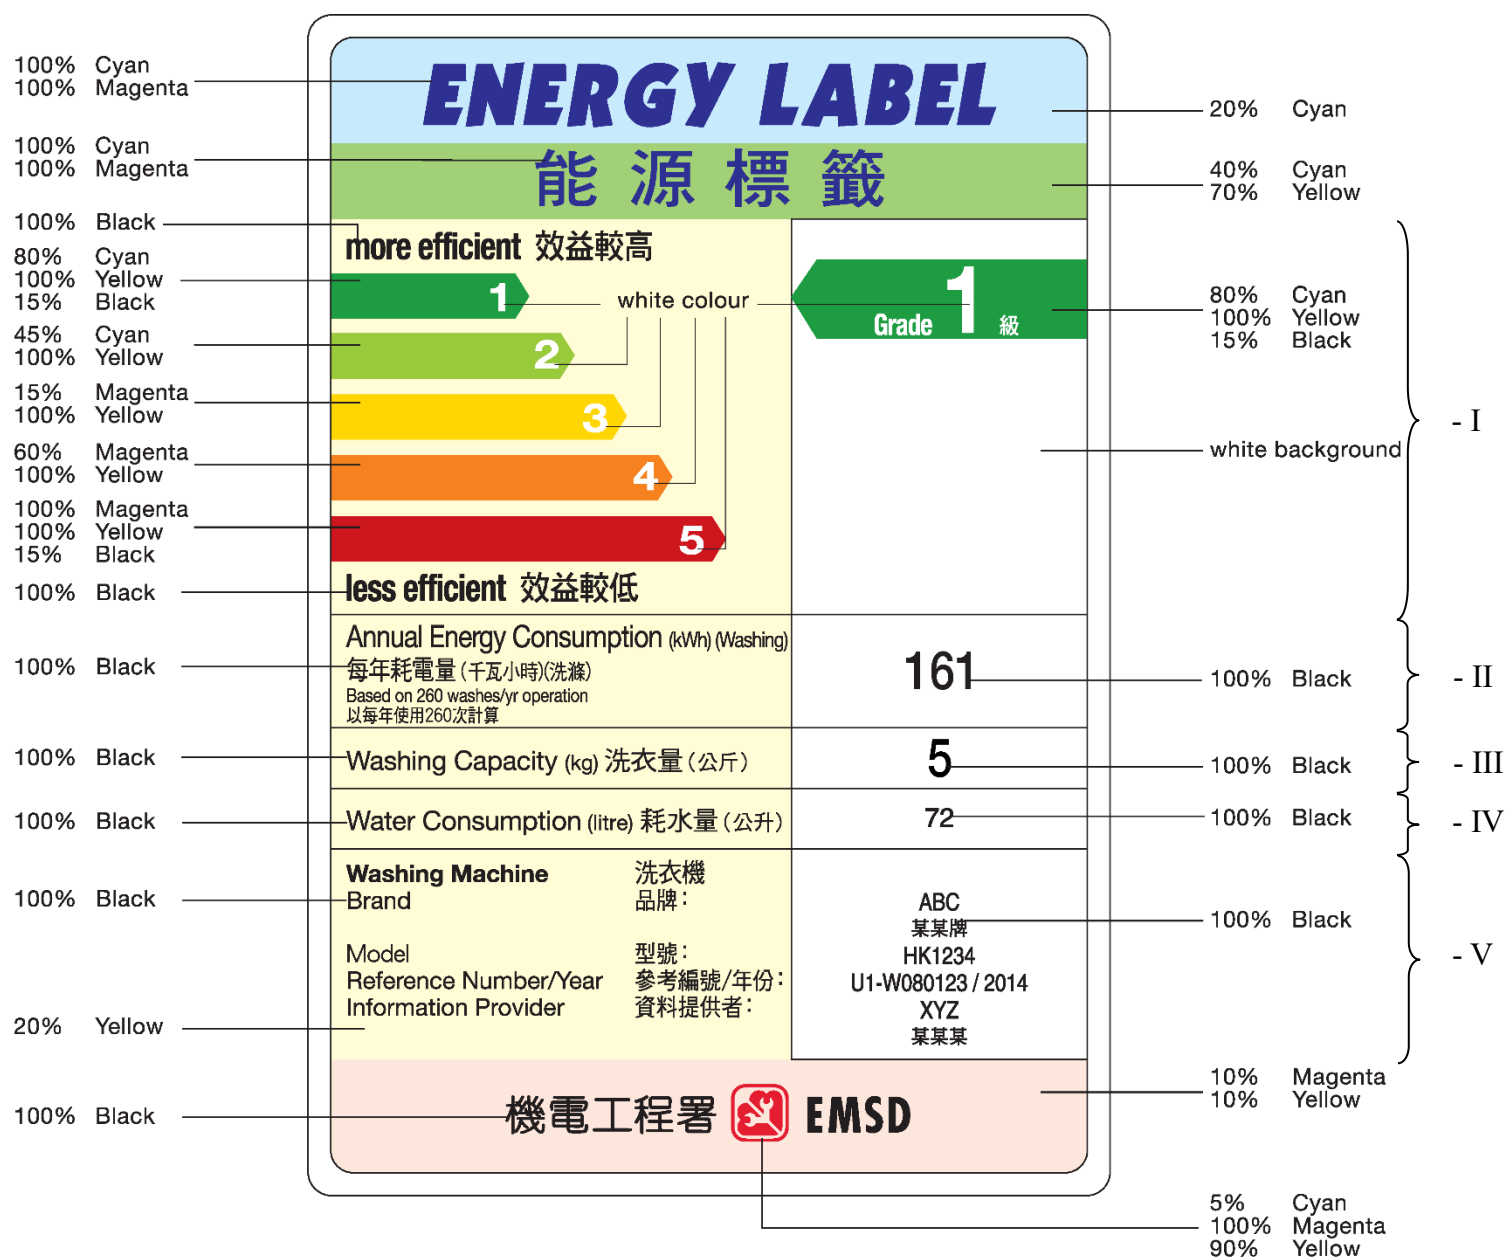 100% Cyan
100% Magenta
100% Cyan
100% Magenta
100% Black
80% Cyan
100% Yellow
15% Black
45% Cyan
100% Yellow
15% Magenta
100% Yellow
60% Magenta
100% Yellow
100% Magenta
100% Yellow
15% Black
100% Black
100% Black
100% Black
100% Black
100% Black
20% Yellow
100% Black
ENERGY LABEL
能源標籤
more efficient 效益較高
1
2
3
4
5
white colour
less efficient 效益較低
1
Grade 級
Annual Energy Consumption (kWh) (Washing)
每年耗電量(千瓦小時)(洗滌)
Based on 260 washes/yr operation
以每年使用260次計算
161
Washing Capacity (kg) 洗衣量(公斤)
5
Water Consumption (litre) 耗水量(公升)
72
Washing Machine 洗衣機
Brand 品牌:
ABC
某某牌
Model 型號:
HK1234
Reference Number/Year 參考編號/年份:
U1-W080123 / 2014
Information Provider 資料提供者:
XYZ
某某某
機電工程署 EMSD
20% Cyan
40% Cyan
70% Yellow
80% Cyan
100% Yellow
15% Black
white background
100% Black
100% Black
100% Black
100% Black
10% Magenta
10% Yellow
5% Cyan
100% Magenta
90% Yellow
- I
- II
- III
- IV
- V